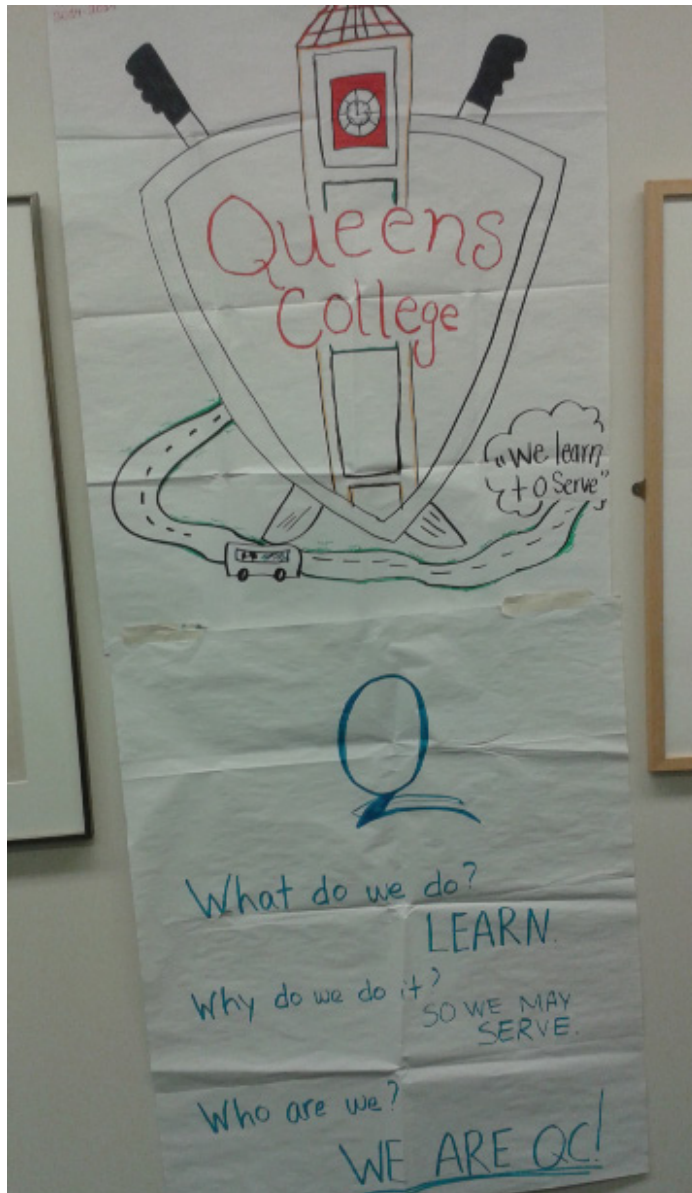 Queens
College
"We learn
to Serve"
Q
What do we do?
LEARN.
Why do we do it?
SO WE MAY
SERVE.
Who are we?
WE ARE QC!